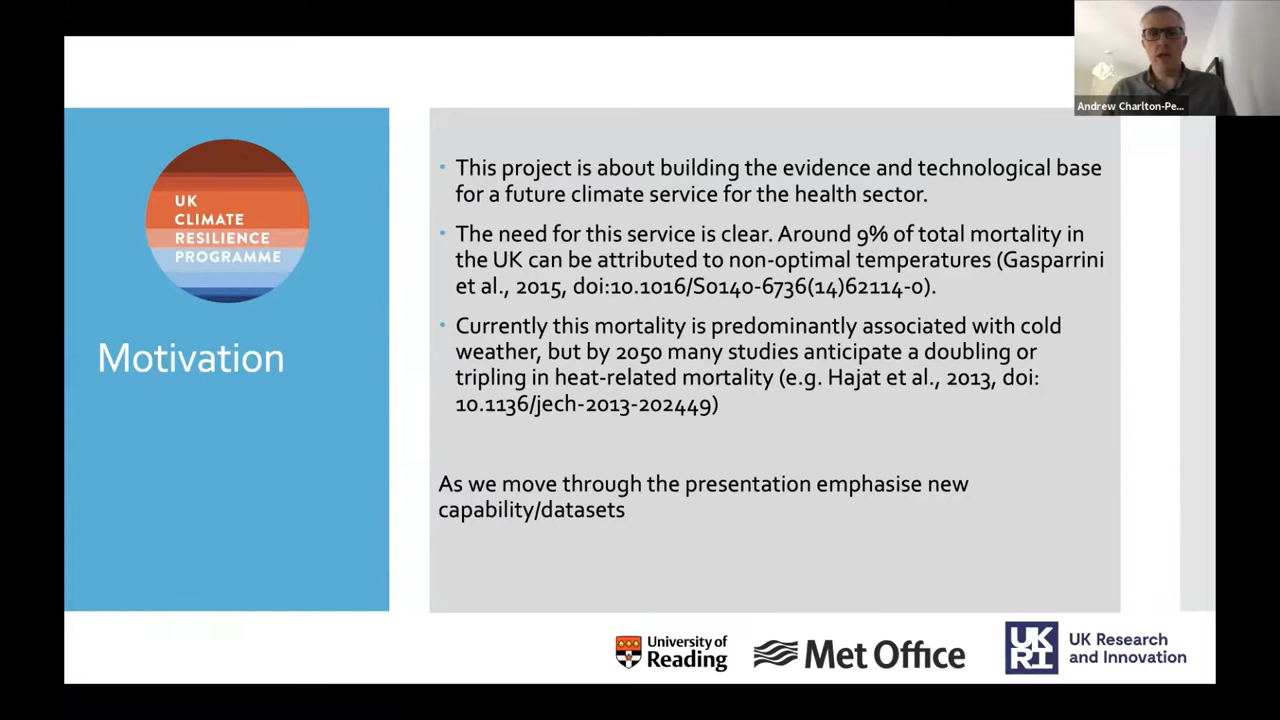 Andrew Charlton-Pe...
UK
CLIMATE
RESILIENCE
PROGRAMME
Motivation
• This project is about building the evidence and technological base
for a future climate service for the health sector.
• The need for this service is clear. Around 9% of total mortality in
the UK can be attributed to non-optimal temperatures (Gasparrini
et al., 2015, doi:10.1016/S0140-6736(14)62114-0).
• Currently this mortality is predominantly associated with cold
weather, but by 2050 many studies anticipate a doubling or
tripling in heat-related mortality (e.g. Hajat et al., 2013, doi:
10.1136/jech-2013-202449)
As we move through the presentation emphasise new
capability/datasets
University of
Reading
Met Office
UK
RI
UK Research
and Innovation